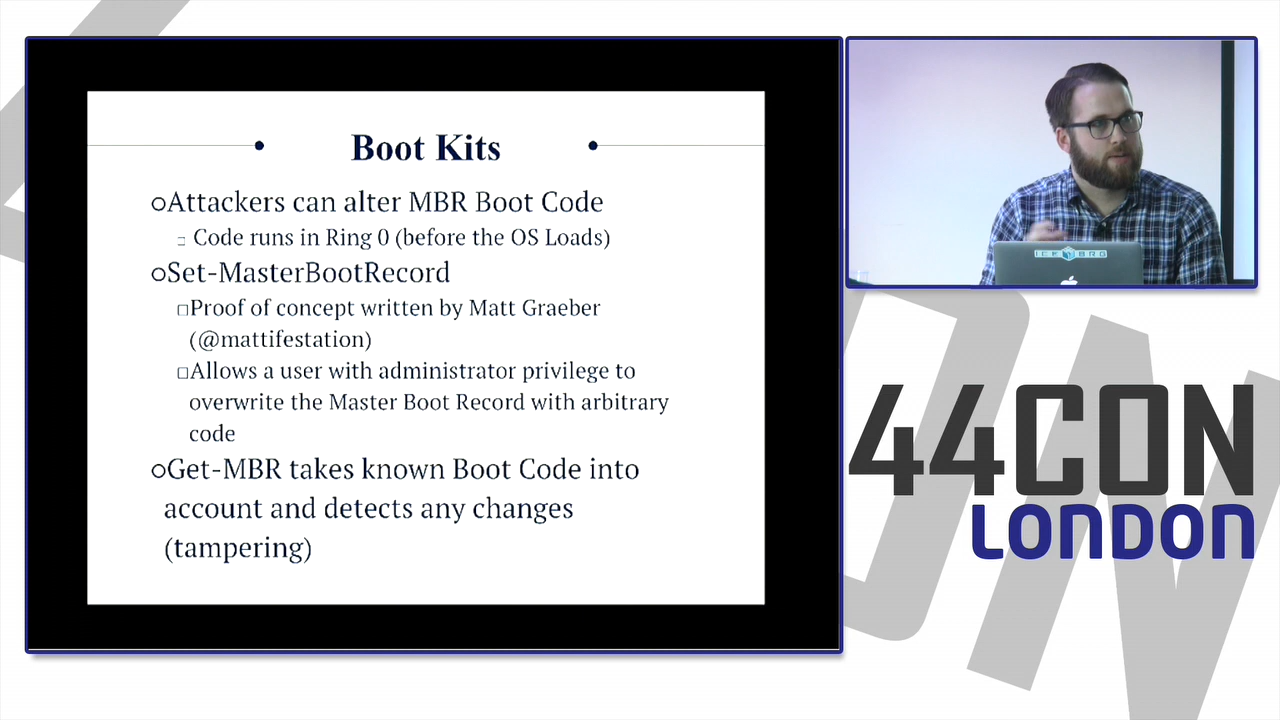 Boot Kits
Attackers can alter MBR Boot Code
Code runs in Ring 0 (before the OS Loads)
Set-MasterBootRecord
Proof of concept written by Matt Graeber
(@mattifestation)
Allows a user with administrator privilege to
overwrite the Master Boot Record with arbitrary
code
Get-MBR takes known Boot Code into
account and detects any changes
(tampering)
ICEBRG
44CON
LONDON